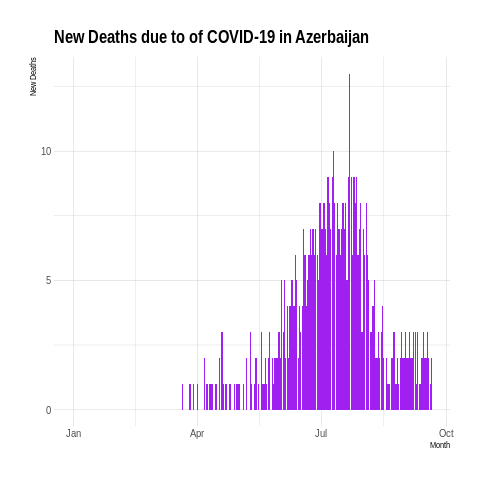 New Deaths due to of COVID-19 in Azerbaijan
New Deaths
10
5
0
Jan Apr Jul Oct
Month